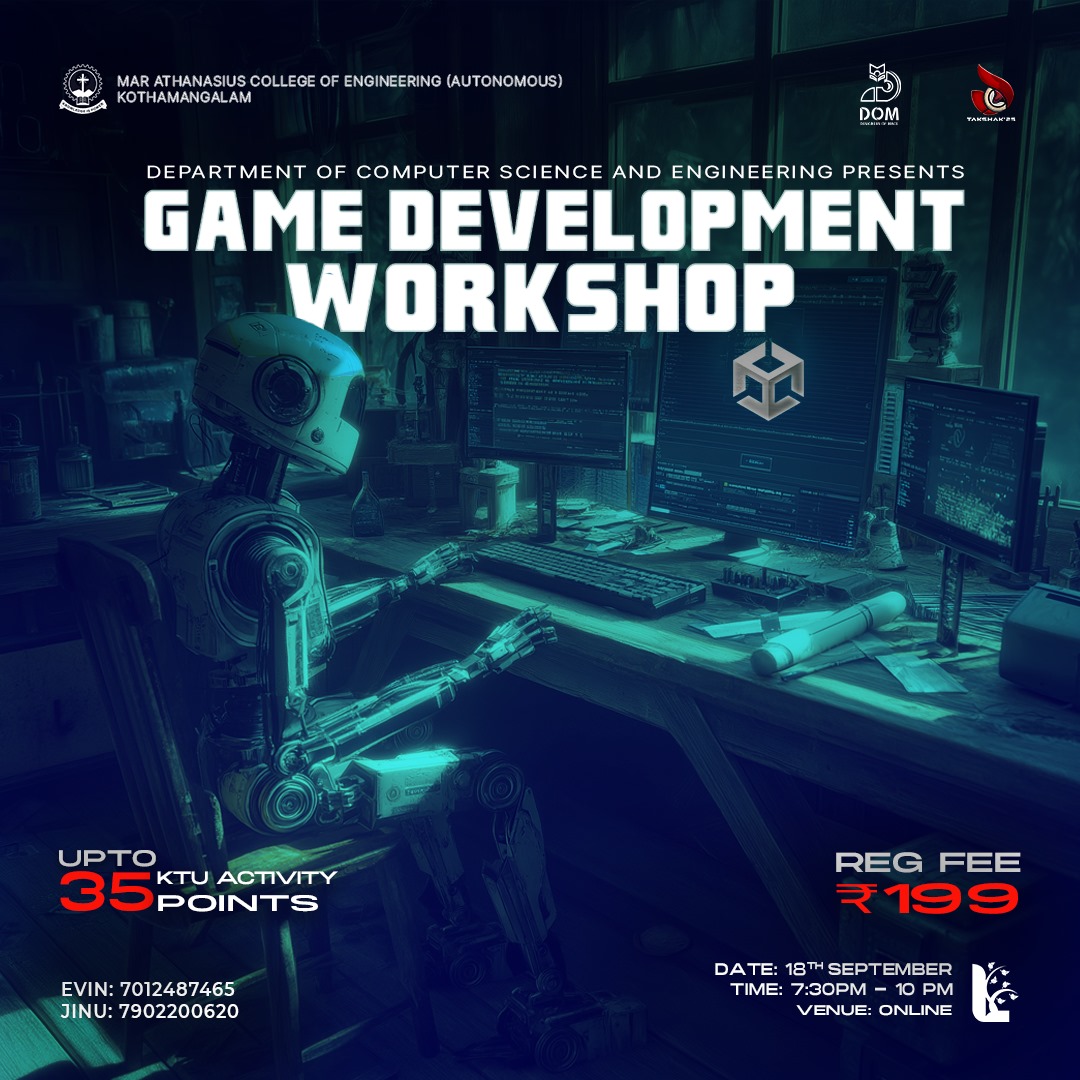 MAR ATHANASIUS COLLEGE OF ENGINEERING (AUTONOMOUS)
KOTHAMANGALAM
DOM
TAKSHAK'25
DEPARTMENT OF COMPUTER SCIENCE AND ENGINEERING PRESENTS
GAME DEVELOPMENT
WORKSHOP
UPTO
35 KTU ACTIVITY
POINTS
REG FEE
₹199
EVIN: 7012487465
JINU: 7902200620
DATE: 18TH SEPTEMBER
TIME: 7:30PM - 10 PM
VENUE: ONLINE